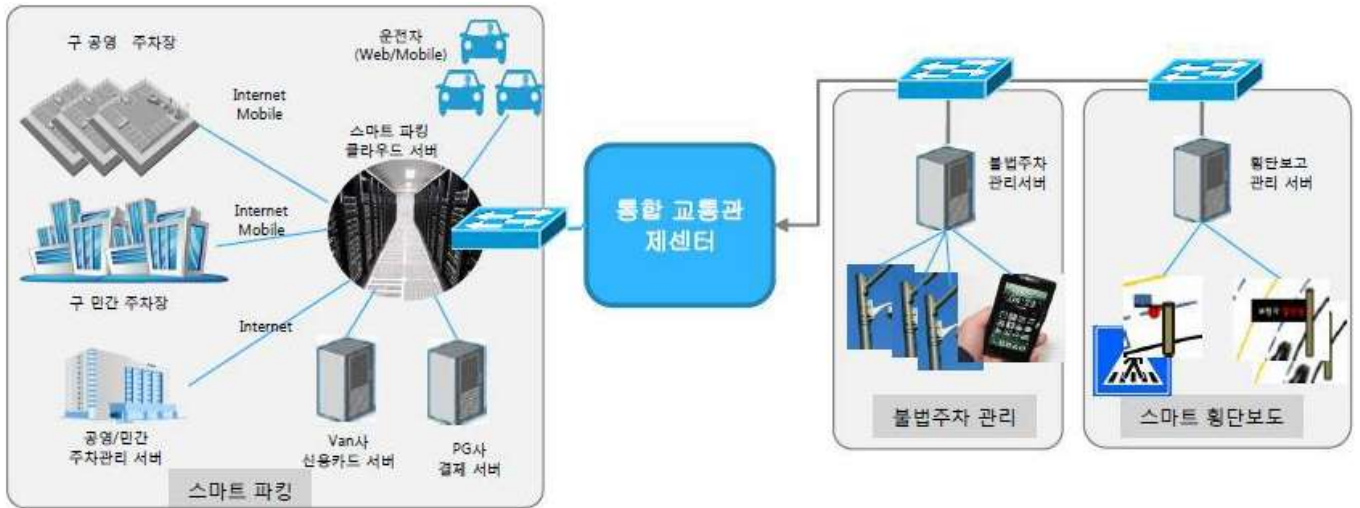 구 공영 주차장
운전자
(Web/Mobile)
Internet
Mobile
스마트 파킹
클라우드 서버
Internet
Mobile
구 민간 주차장
Internet
공영/민간
주차관리 서버
Van사
신용카드 서버
PG사
결제 서버
스마트 파킹
통합 교통관
제센터
불법주차
관리서버
불법주차 관리
횡단보고
관리 서버
스마트 횡단보도